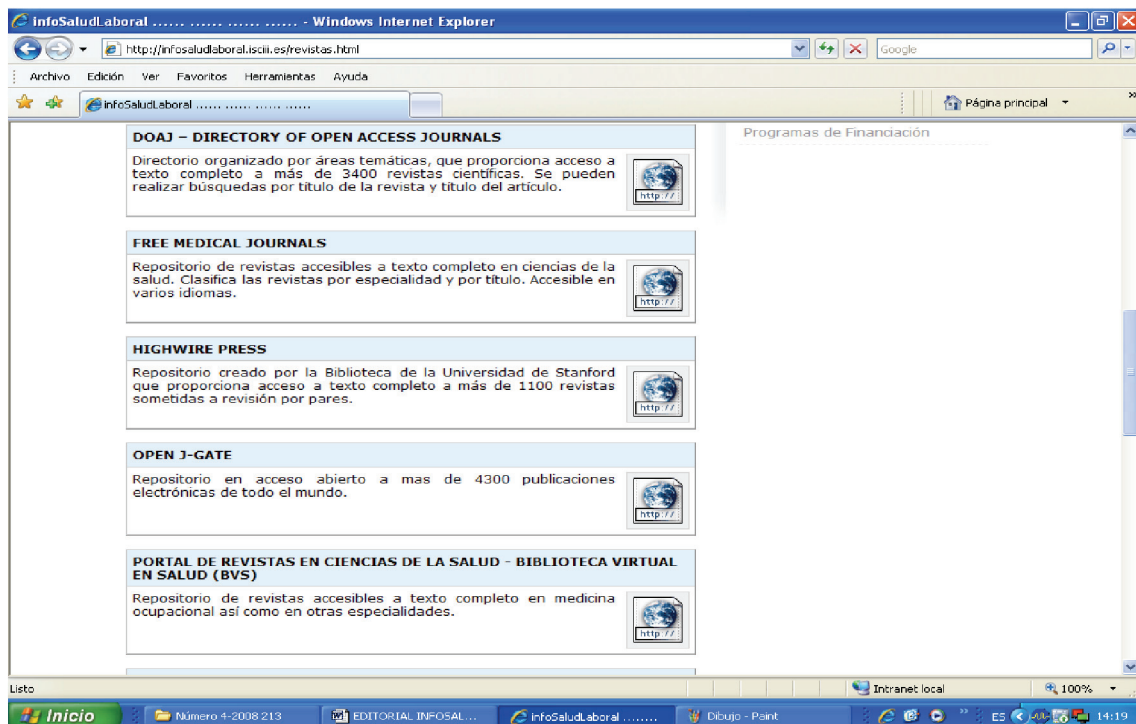 infoSaludLaboral ...... ...... ...... ...... - Windows Internet Explorer
http://infosaludlaboral.isciii.es/revistas.html
Google
Archivo Edición Ver Favoritos Herramientas Ayuda
infoSaludLaboral ...... ...... ...... ......
Página principal
»
DOAJ – DIRECTORY OF OPEN ACCESS JOURNALS
Directorio organizado por áreas temáticas, que proporciona acceso a
texto completo a más de 3400 revistas científicas. Se pueden
realizar búsquedas por título de la revista y título del artículo.
http://
Programas de Financiación
FREE MEDICAL JOURNALS
Repositorio de revistas accesibles a texto completo en ciencias de la
salud. Clasifica las revistas por especialidad y por título. Accesible en
varios idiomas.
http://
HIGHWIRE PRESS
Repositorio creado por la Biblioteca de la Universidad de Stanford
que proporciona acceso a texto completo a más de 1100 revistas
sometidas a revisión por pares.
http://
OPEN J-GATE
Repositorio en acceso abierto a mas de 4300 publicaciones
electrónicas de todo el mundo.
http://
PORTAL DE REVISTAS EN CIENCIAS DE LA SALUD - BIBLIOTECA VIRTUAL
EN SALUD (BVS)
Repositorio de revistas accesibles a texto completo en medicina
ocupacional así como en otras especialidades.
http://
Listo
Intranet local
100%
Inicio
Número 4-2008 213
EDITORIAL INFOSAL...
infoSaludLaboral ........
Dibujo - Paint
»
ES
14:19